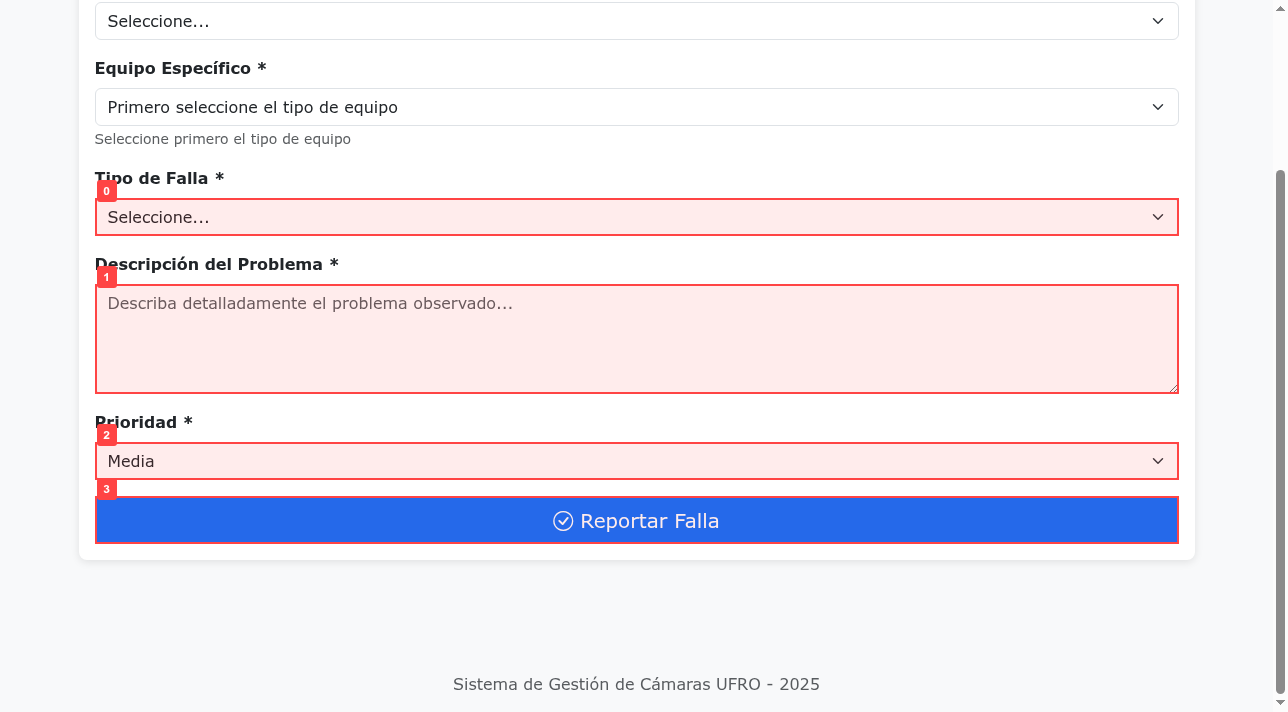 Seleccione...
Equipo Específico *
Primero seleccione el tipo de equipo
Seleccione primero el tipo de equipo
Tipo de Falla *
0
Seleccione...
Descripción del Problema *
1
Describa detalladamente el problema observado...
Prioridad *
2
Media
3
Reportar Falla
Sistema de Gestión de Cámaras UFRO - 2025